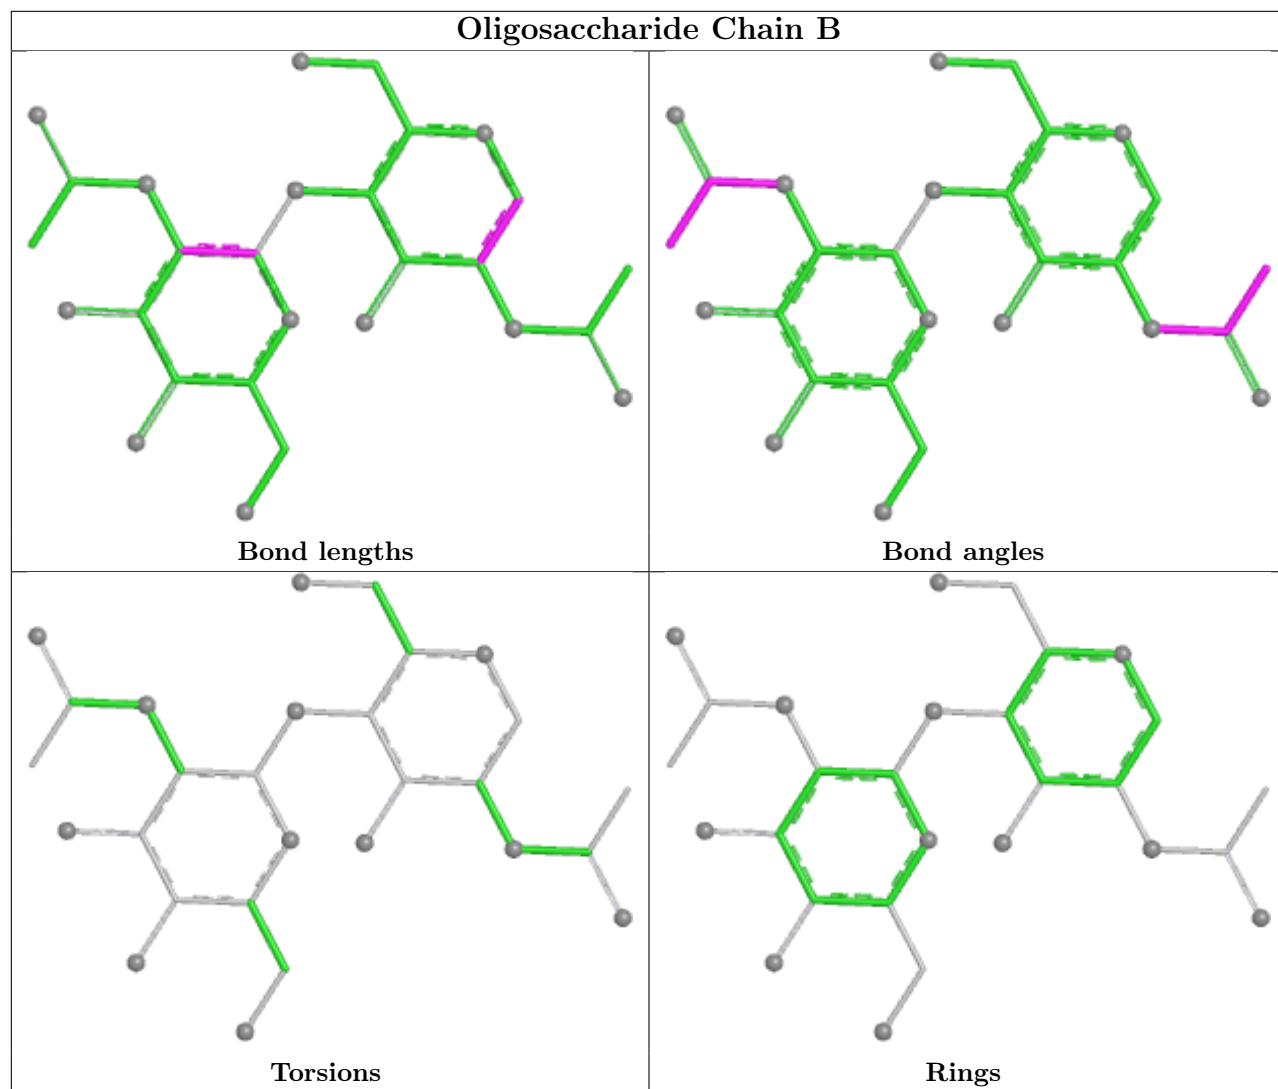 Oligosaccharide Chain B
Bond lengths
Bond angles
Torsions
Rings